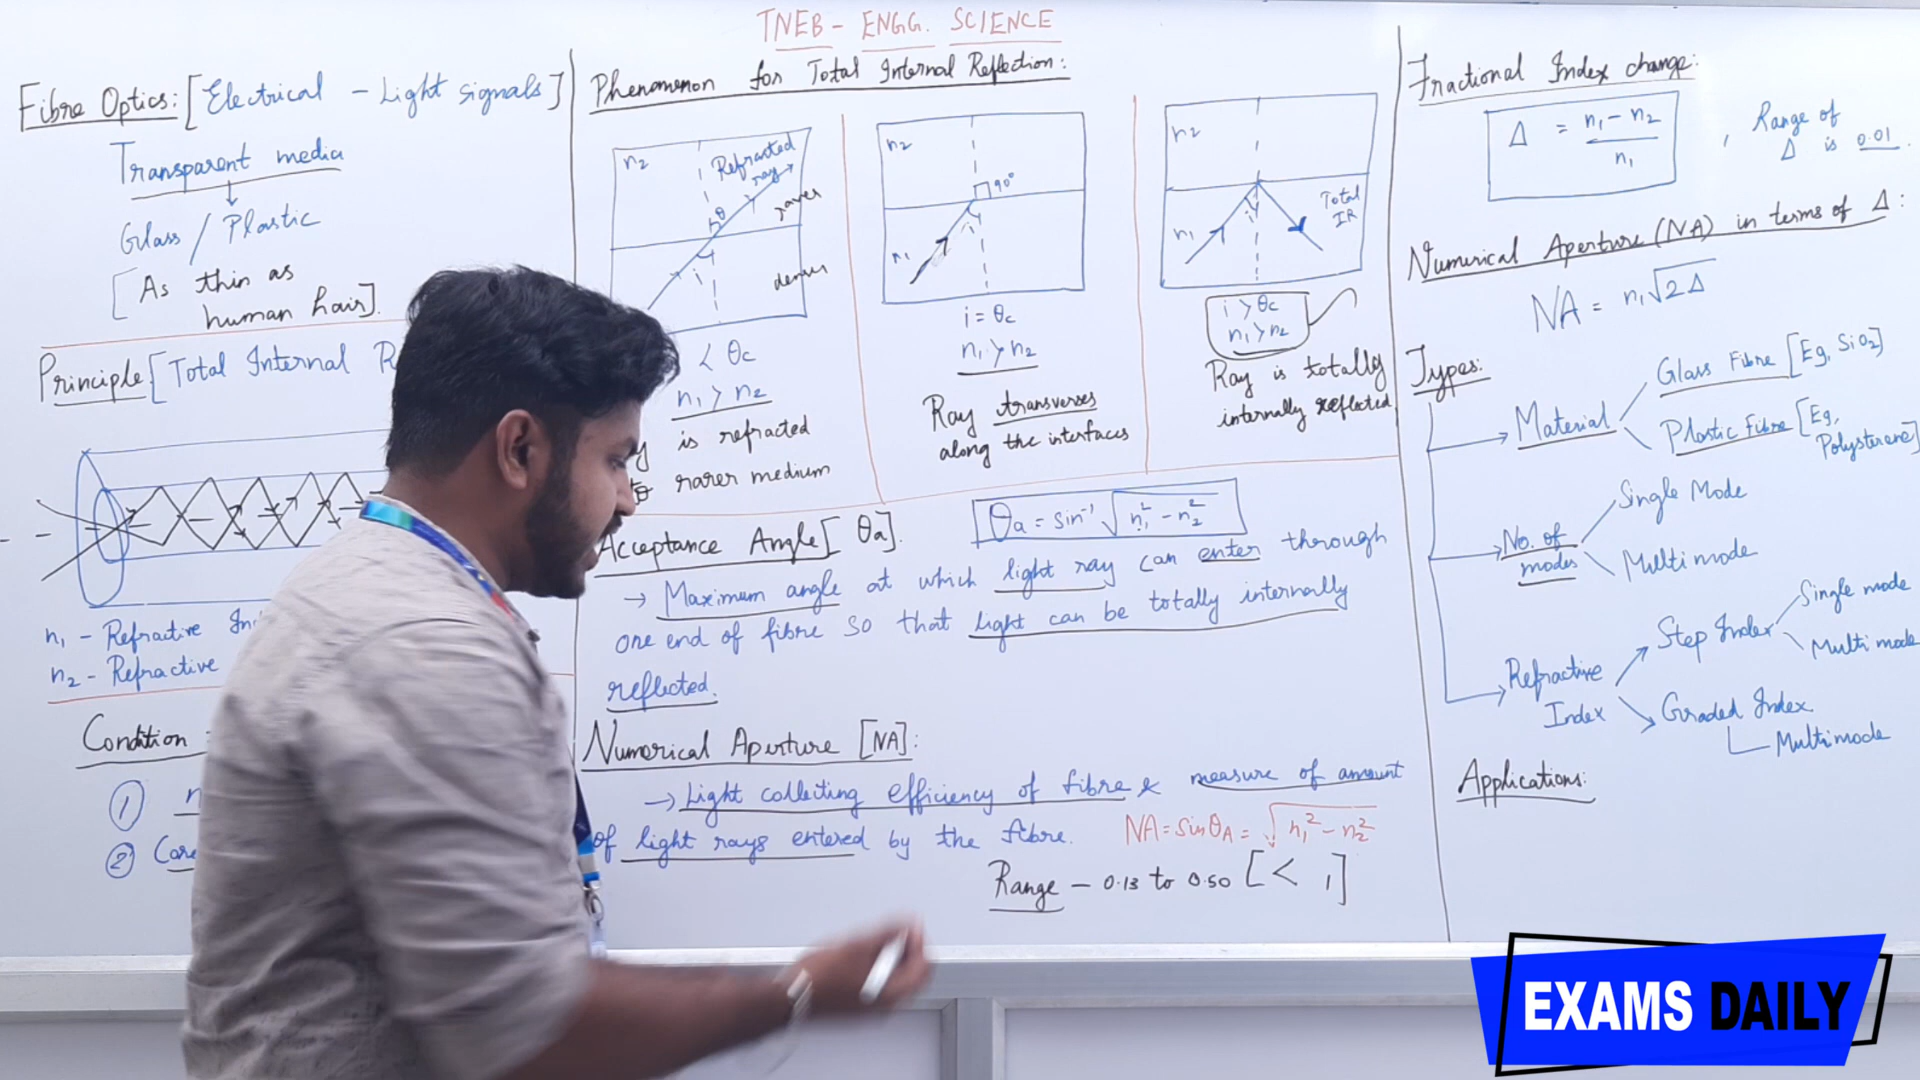 TNEB - ENGG. SCIENCE
Fibre Optics: [Electrical - Light signals]
Transparent media
Glass / Plastic
[As thin as
human hair].
Principle [Total Internal R
n1 - Refractive In
n2 - Refractive
Condition :
① n
② Core
Phenomenon for Total Internal Reflection:
n2
Refracted
ray
θ
rarer
i
denser
< θc
n1 > n2
y is refracted
to rarer medium
n2
90°
i
n1
i = θc
n1 > n2
Ray transverses
along the interfaces
n2
n1
i
Total
IR
i > θc
n1 > n2
Ray is totally
internally reflected
Acceptance Angle [θa].
θa = sin⁻¹ √n1² - n2²
→ Maximum angle at which light ray can enter through
one end of fibre so that light can be totally internally
reflected.
Numerical Aperture [NA]:
→ Light collecting efficiency of fibre & measure of amount
of light rays entered by the fibre.
NA = sinθA = √n1² - n2²
Range - 0.13 to 0.50 [< 1]
Fractional Index change:
Δ = n1 - n2 / n1 , Range of
Δ is 0.01.
Numerical Aperture (NA) in terms of Δ:
NA = n1√2Δ
Types:
Material
Glass Fibre [Eg, SiO2]
Plastic Fibre [Eg,
Polysterene]
No. of
modes
Single Mode
Multimode
Refractive
Index
Step Index
Single mode
Multi mode
Graded Index
Multimode
Applications:
EXAMS DAILY